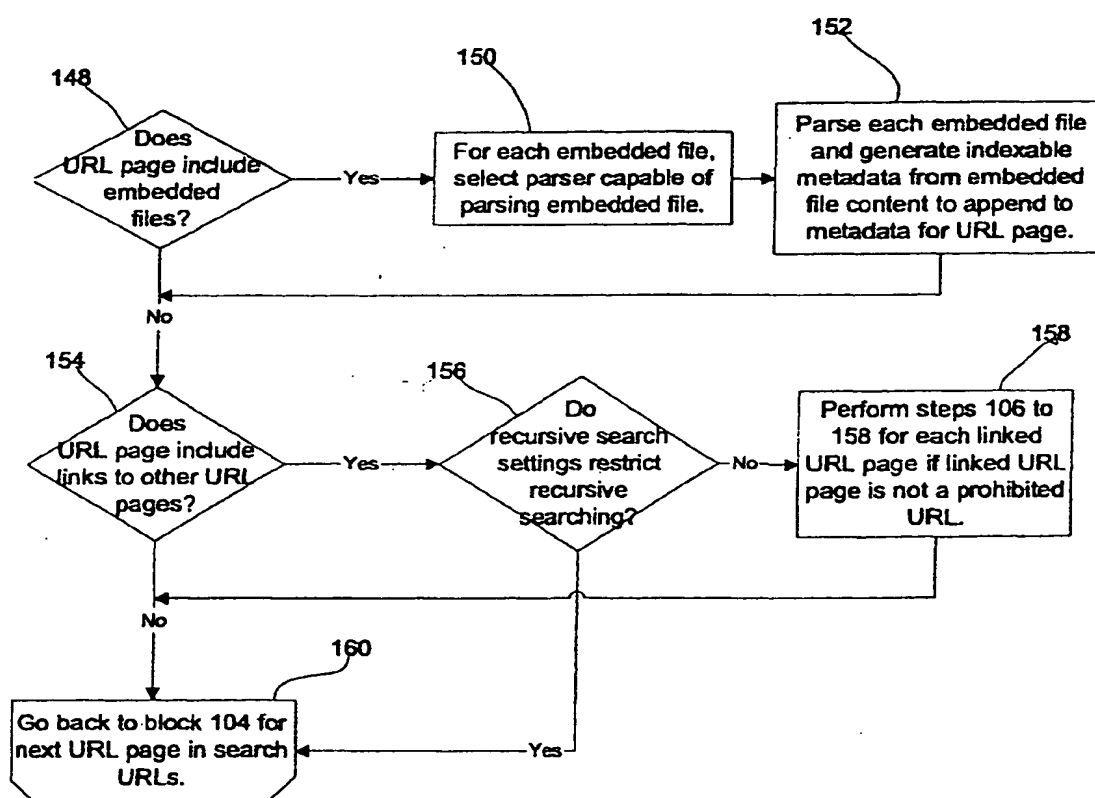 148
Does
URL page include
embedded
files?
Yes
150
For each embedded file,
select parser capable of
parsing embedded file.
152
Parse each embedded file
and generate indexable
metadata from embedded
file content to append to
metadata for URL page.
No
154
Does
URL page include
links to other URL
pages?
Yes
156
Do
recursive search
settings restrict
recursive
searching?
No
158
Perform steps 106 to
158 for each linked
URL page if linked URL
page is not a prohibited
URL.
No
Yes
160
Go back to block 104 for
next URL page in search
URLs.